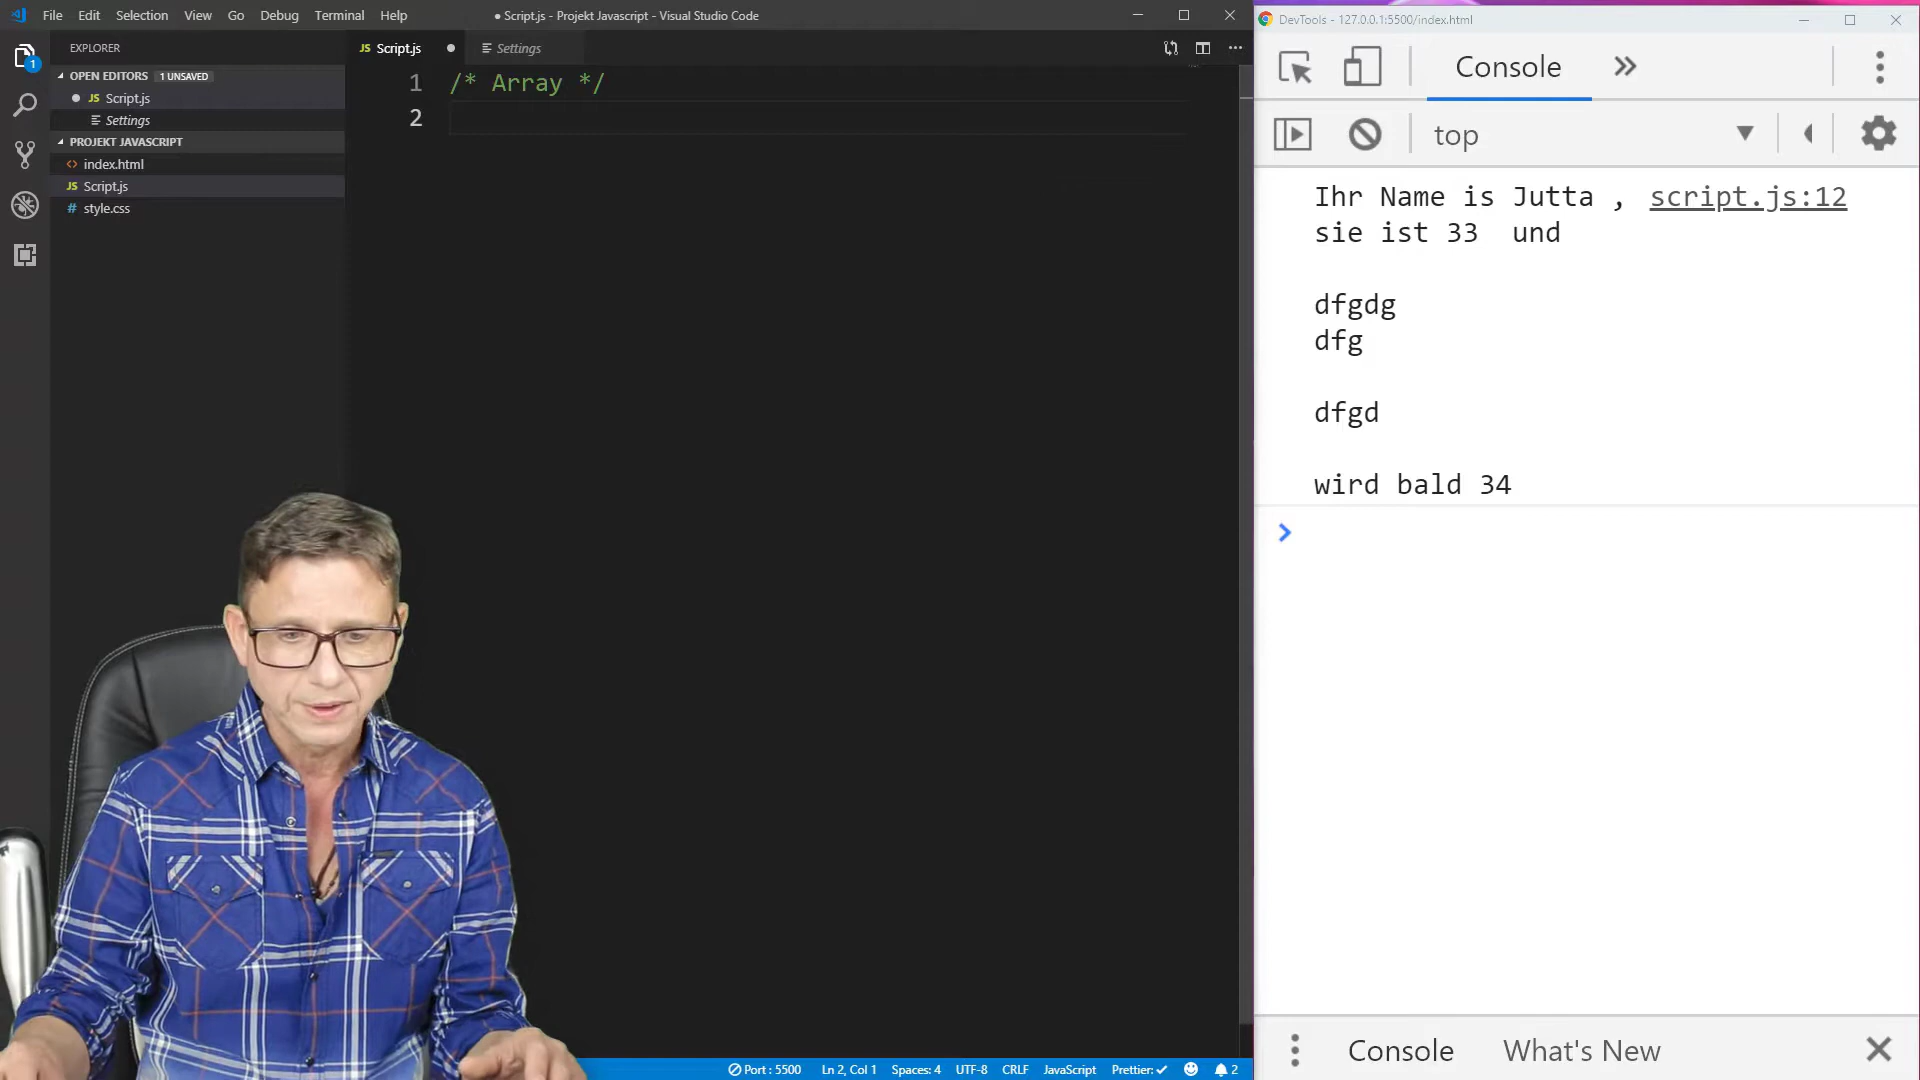 File Edit Selection View Go Debug Terminal Help
● Script.js - Projekt Javascript - Visual Studio Code
EXPLORER
OPEN EDITORS 1 UNSAVED
JS Script.js
Settings
PROJEKT JAVASCRIPT
<> index.html
JS Script.js
# style.css
1
JS Script.js ●
Settings
1 /* Array */
2
Port : 5500 Ln 2, Col 1 Spaces: 4 UTF-8 CRLF JavaScript Prettier: ✓ 2
DevTools - 127.0.0.1:5500/index.html
Console »
top
Ihr Name is Jutta , script.js:12
sie ist 33 und
dfgdg
dfg
dfgd
wird bald 34
>
Console What's New